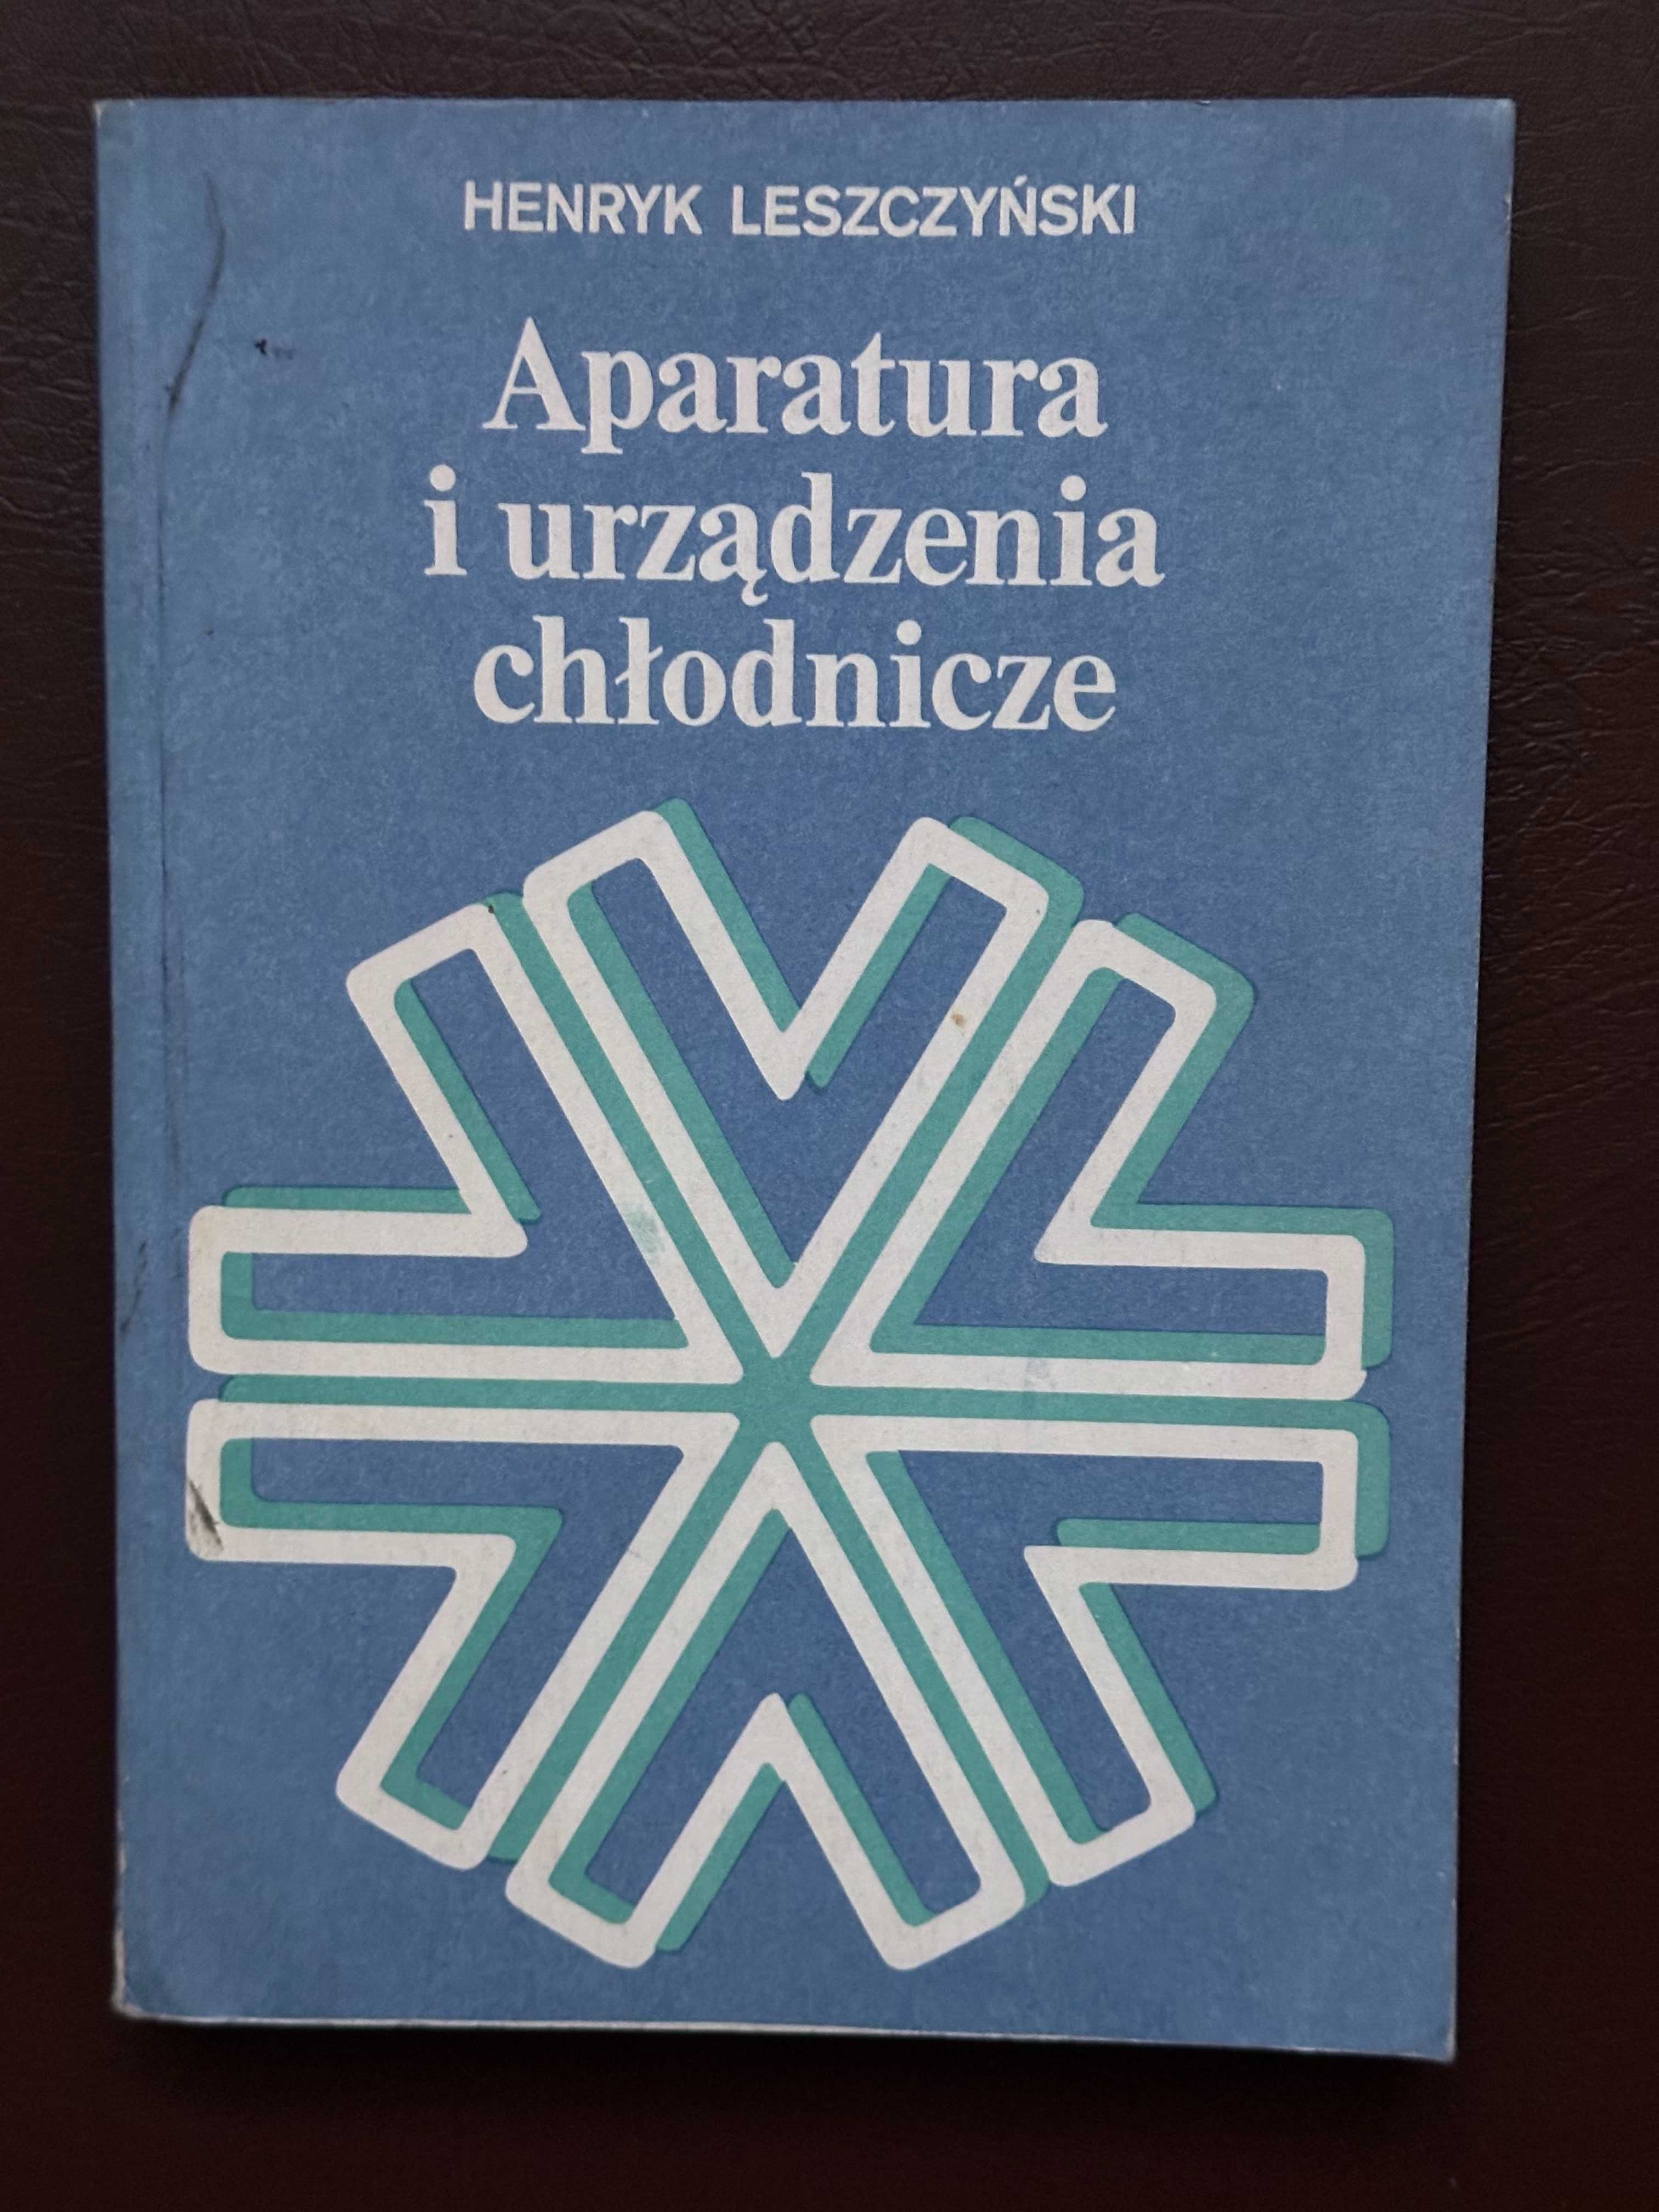 HENRYK LESZCZYŃSKI
Aparatura
i urządzenia
chłodnicze